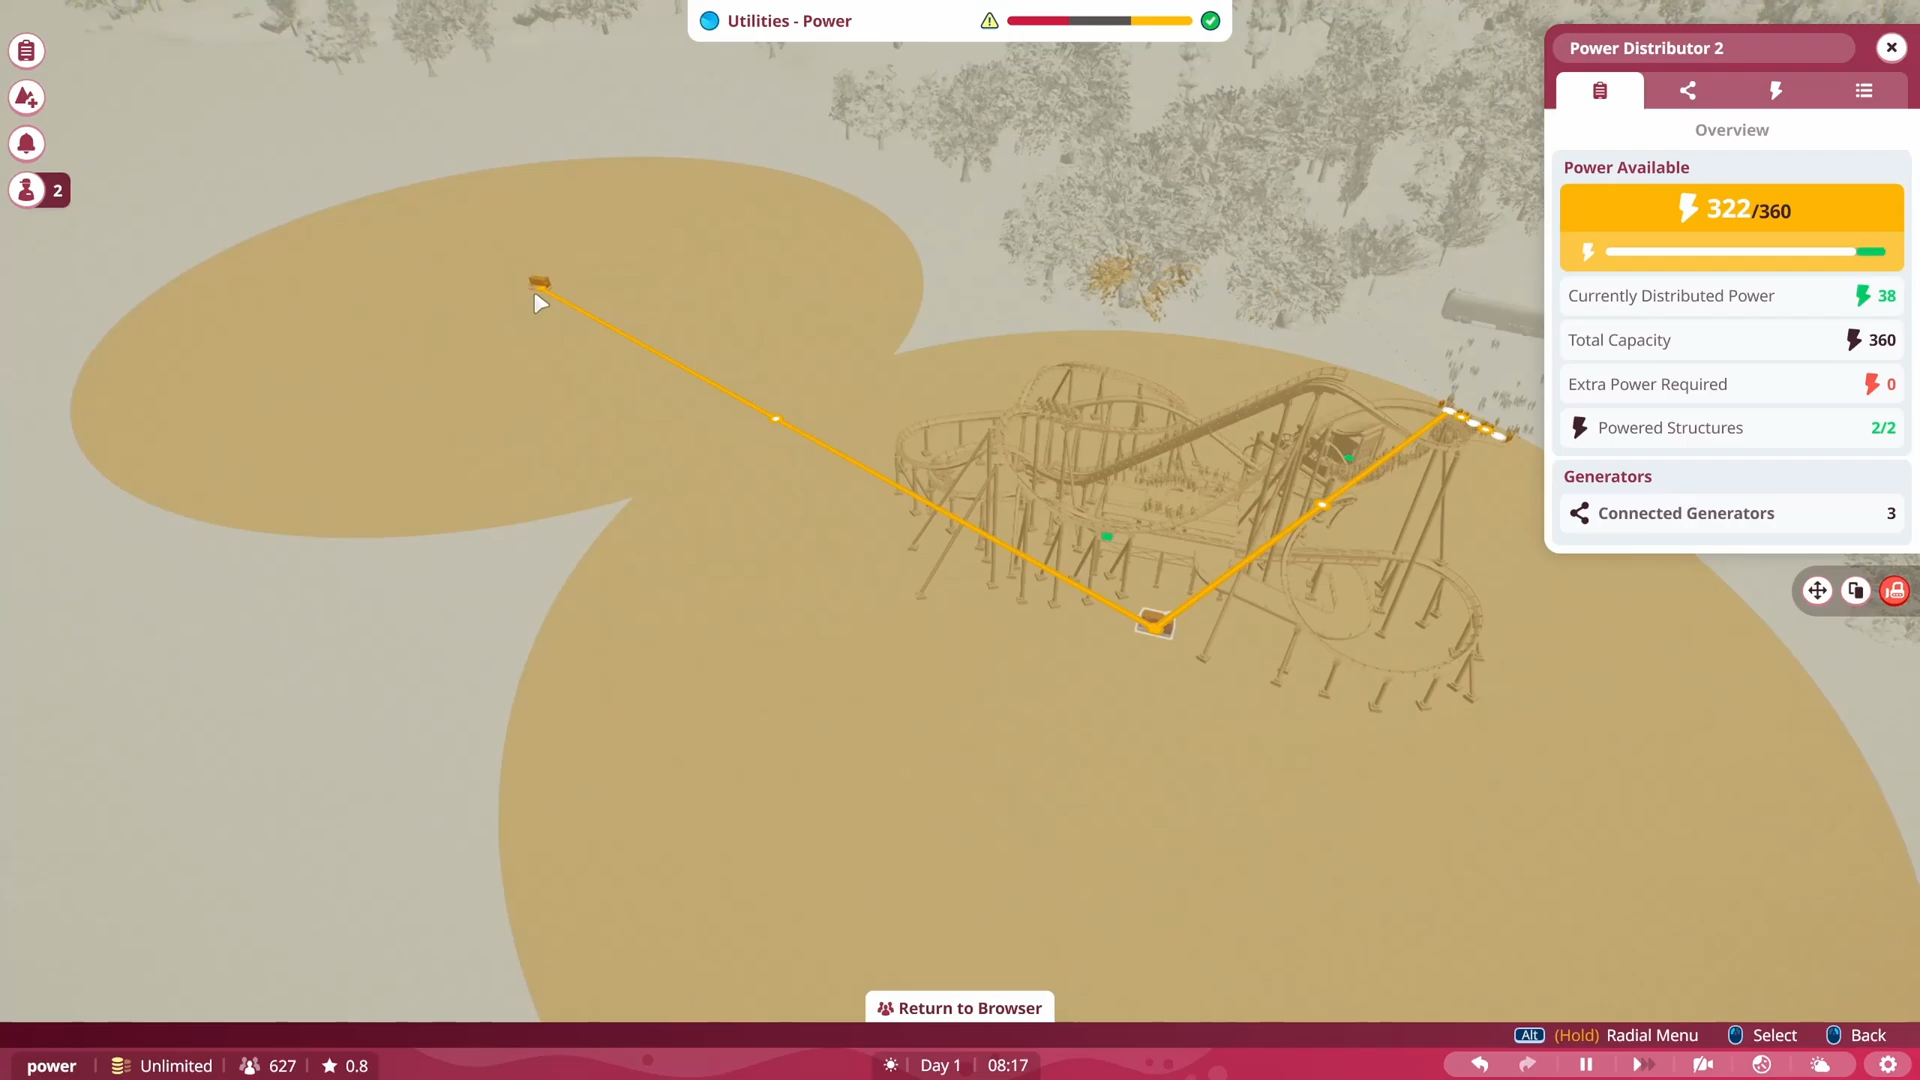 Utilities - Power
2
Power Distributor 2
Overview
Power Available
322/360
Currently Distributed Power 38
Total Capacity 360
Extra Power Required 0
Powered Structures 2/2
Generators
Connected Generators 3
Return to Browser
Alt (Hold) Radial Menu Select Back
power Unlimited 627 0.8 Day 1 08:17